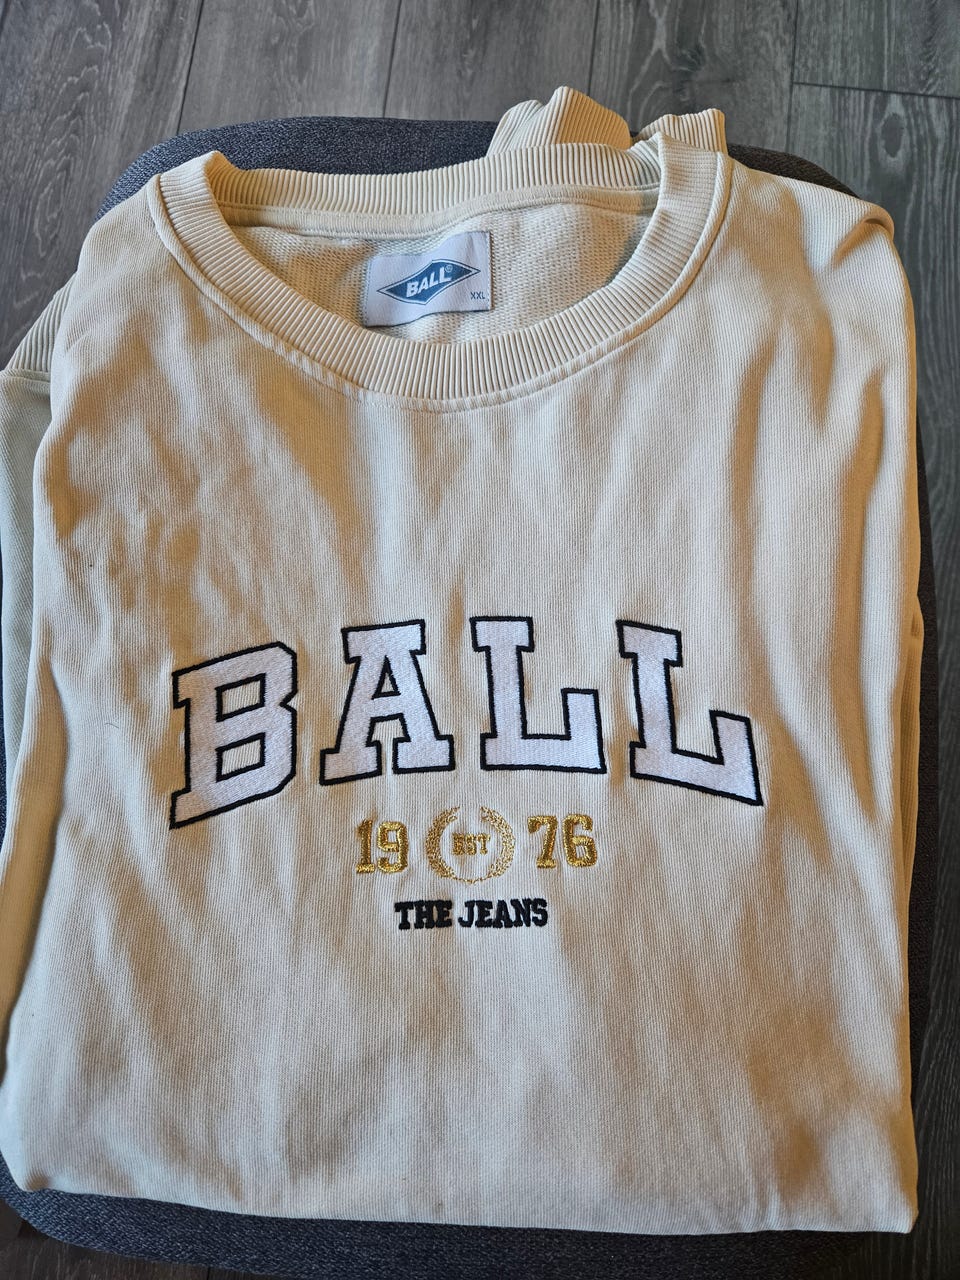 BALL®
XXL
BALL
19 EST 76
THE JEANS